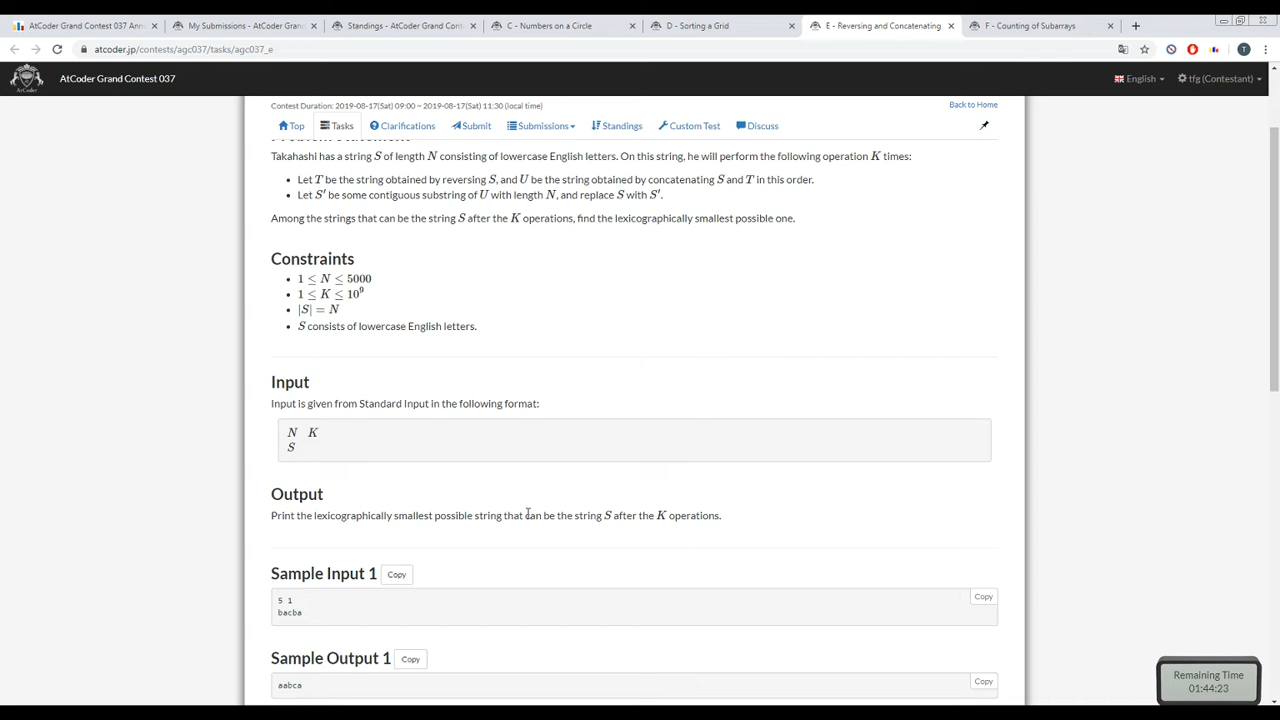 AtCoder Grand Contest 037 Anno
My Submissions - AtCoder Gran
Standings - AtCoder Grand Cont
C - Numbers on a Circle
D - Sorting a Grid
E - Reversing and Concatenating
F - Counting of Subarrays
atcoder.jp/contests/agc037/tasks/agc037_e
AtCoder Grand Contest 037
English
tfg (Contestant)
Contest Duration: 2019-08-17(Sat) 09:00 ~ 2019-08-17(Sat) 11:30 (local time)
Back to Home
Top
Tasks
Clarifications
Submit
Submissions
Standings
Custom Test
Discuss
Problem Statement
Takahashi has a string S of length N consisting of lowercase English letters. On this string, he will perform the following operation K times:
Let T be the string obtained by reversing S, and U be the string obtained by concatenating S and T in this order.
Let S′ be some contiguous substring of U with length N, and replace S with S′.
Among the strings that can be the string S after the K operations, find the lexicographically smallest possible one.
Constraints
1 ≤ N ≤ 5000
1 ≤ K ≤ 10⁹
|S| = N
S consists of lowercase English letters.
Input
Input is given from Standard Input in the following format:
N K
S
Output
Print the lexicographically smallest possible string that can be the string S after the K operations.
Sample Input 1
Copy
Copy
5 1
bacba
Sample Output 1
Copy
Copy
aabca
Remaining Time
01:44:23